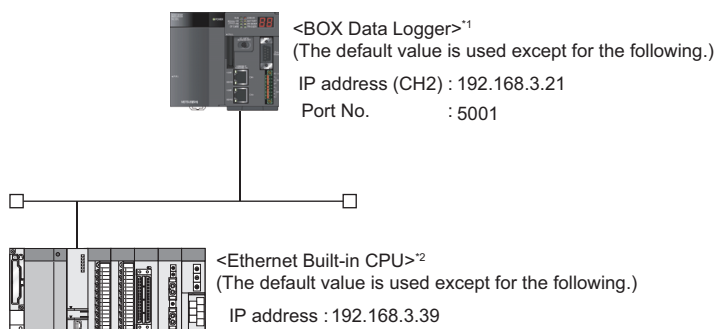 <BOX Data Logger>*1
(The default value is used except for the following.)
IP address (CH2) : 192.168.3.21
Port No. : 5001
<Ethernet Built-in CPU>*2
(The default value is used except for the following.)
IP address : 192.168.3.39